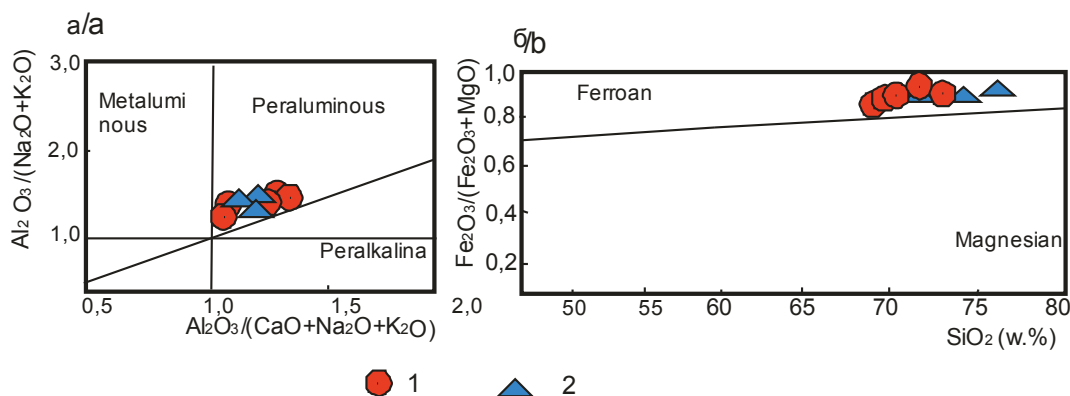 а/a
Al₂O₃/(Na₂O+K₂O)
3,0
2,0
1,0
Metalumi
nous
Peraluminous
Peralkalina
0,5
1,0
1,5
2,0
Al₂O₃/(CaO+Na₂O+K₂O)
б/b
Fe₂O₃/(Fe₂O₃+MgO)
1,0
0,8
0,6
0,4
0,2
Ferroan
Magnesian
50
55
60
65
70
75
80
SiO₂ (w.%)
1
2